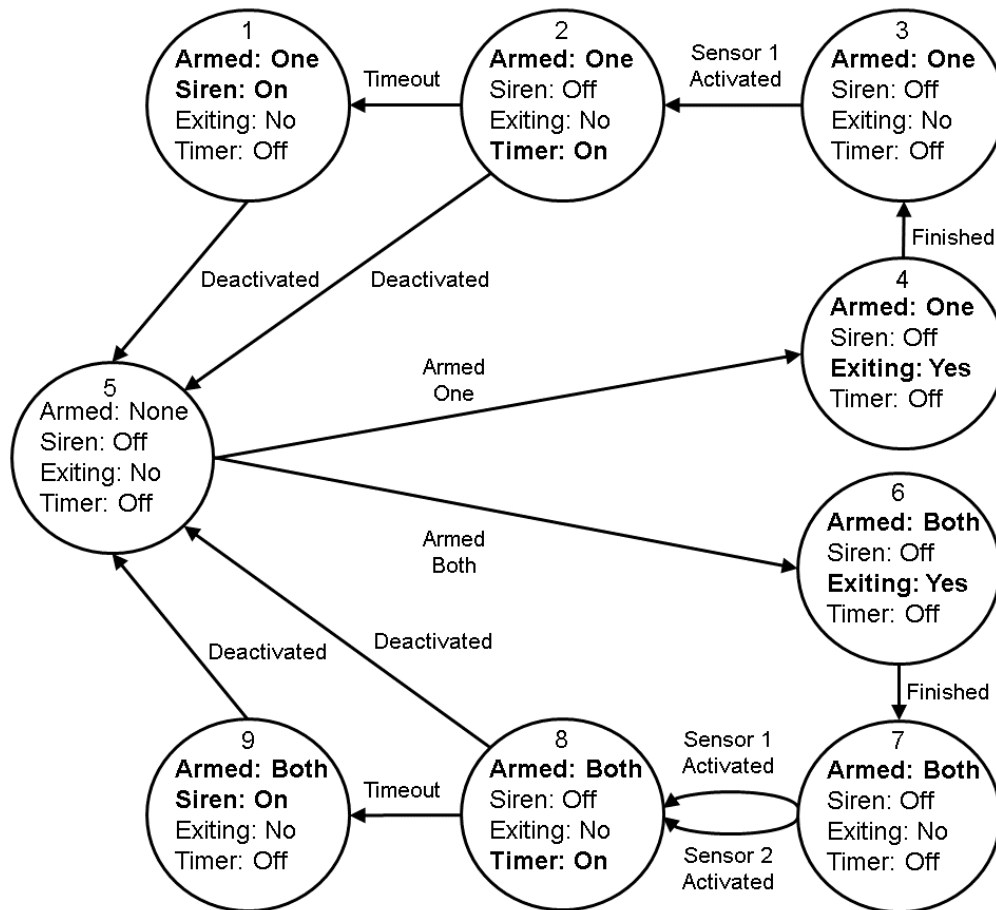 1
Armed: One
Siren: On
Exiting: No
Timer: Off
Timeout
2
Armed: One
Siren: Off
Exiting: No
Timer: On
Sensor 1
Activated
3
Armed: One
Siren: Off
Exiting: No
Timer: Off
Finished
Deactivated
Deactivated
4
Armed: One
Siren: Off
Exiting: Yes
Timer: Off
Armed
One
5
Armed: None
Siren: Off
Exiting: No
Timer: Off
Armed
Both
6
Armed: Both
Siren: Off
Exiting: Yes
Timer: Off
Deactivated
Deactivated
Finished
9
Armed: Both
Siren: On
Exiting: No
Timer: Off
Timeout
8
Armed: Both
Siren: Off
Exiting: No
Timer: On
Sensor 1
Activated
Sensor 2
Activated
7
Armed: Both
Siren: Off
Exiting: No
Timer: Off